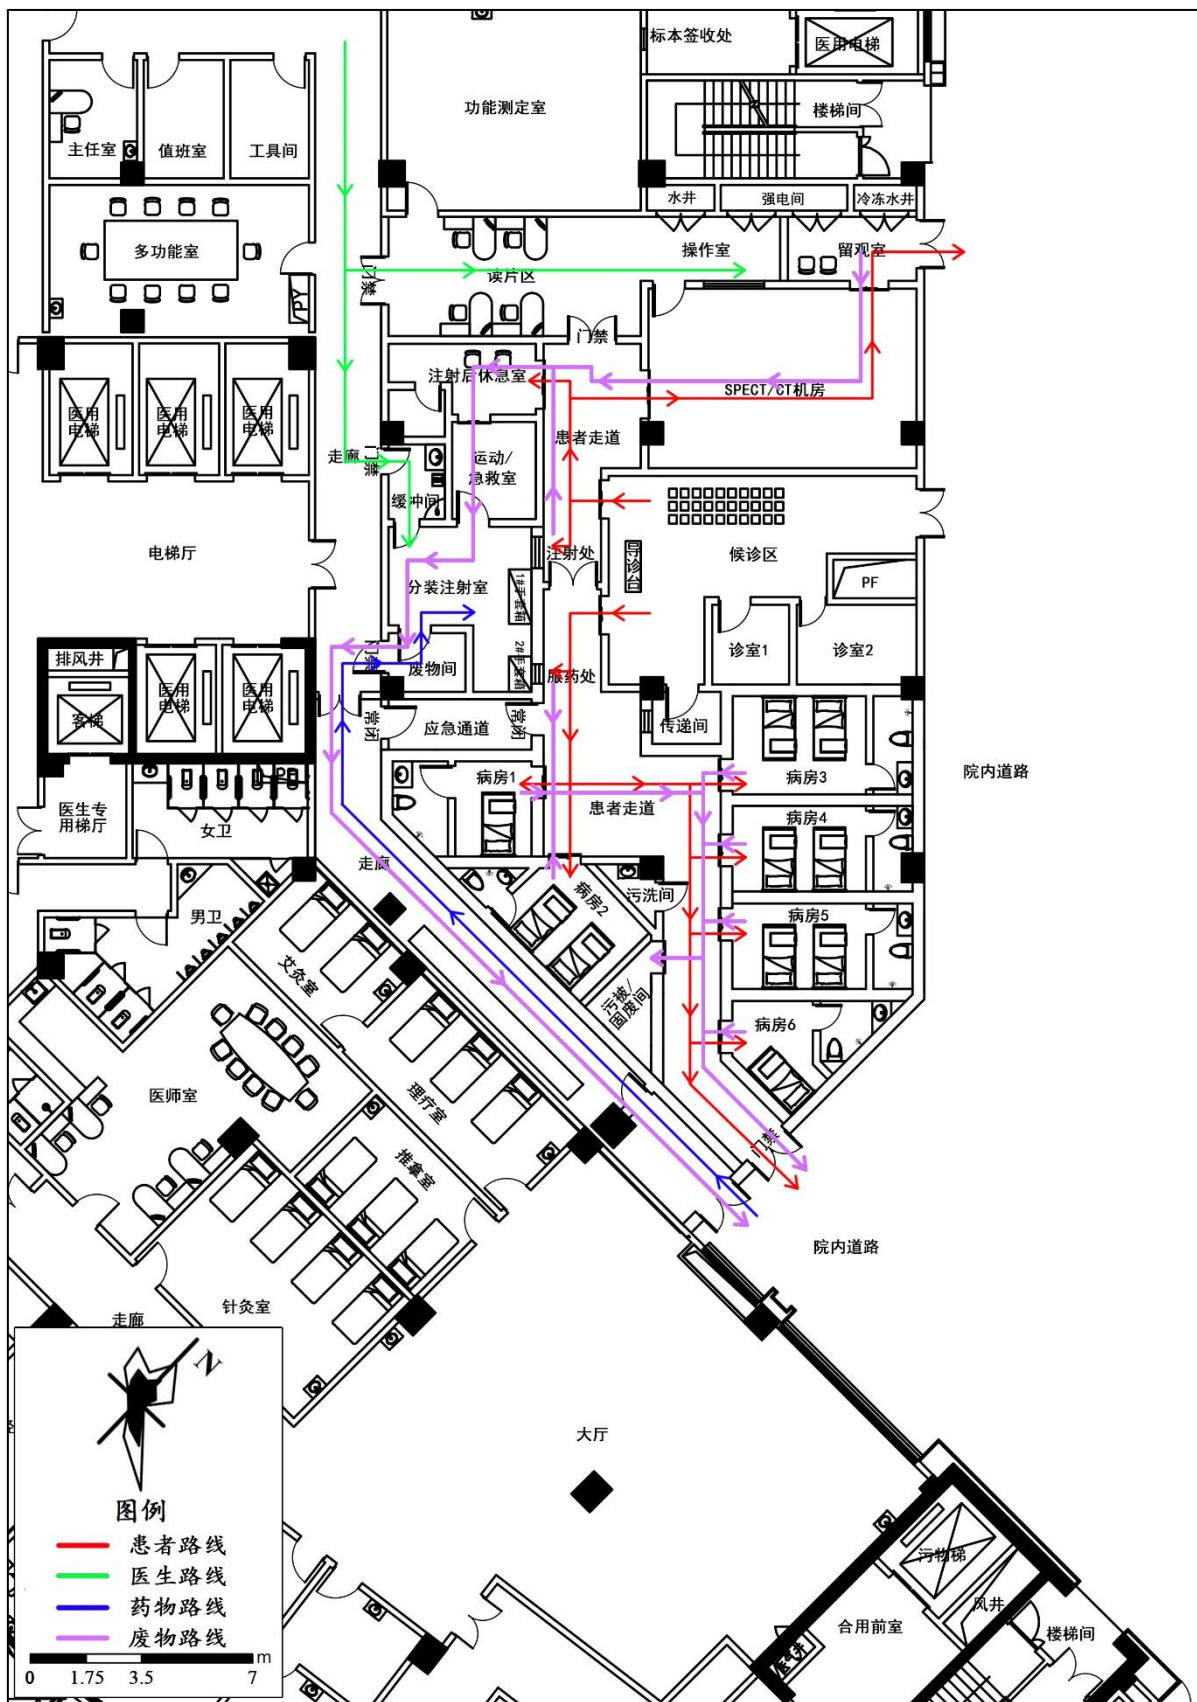 标本签收处
医用电梯
功能测定室
楼梯间
主任室
值班室
工具间
水井
强电间
冷冻水井
多功能室
操作室
留观室
门禁
读片区
PY
门禁
注射后休息室
SPECT/CT机房
医用
电梯
医用
电梯
医用
电梯
患者走道
走廊
门禁
运动/
急救室
缓冲间
电梯厅
注射处
导诊台
候诊区
PF
分装注射室
1#手套箱
2#手套箱
门禁
废物间
服药处
诊室1
诊室2
排风井
客梯
医用
电梯
医用
电梯
常闭
应急通道
常闭
传递间
病房1
病房3
院内道路
医生专
用梯厅
女卫
患者走道
病房4
走廊
病房2
污洗间
男卫
病房5
艾灸室
污被/
固废间
病房6
医师室
理疗室
推拿室
门禁
院内道路
针灸室
走廊
N
大厅
图例
患者路线
医生路线
药物路线
废物路线
0 1.75 3.5 7 m
污物梯
风井
合用前室
楼梯间